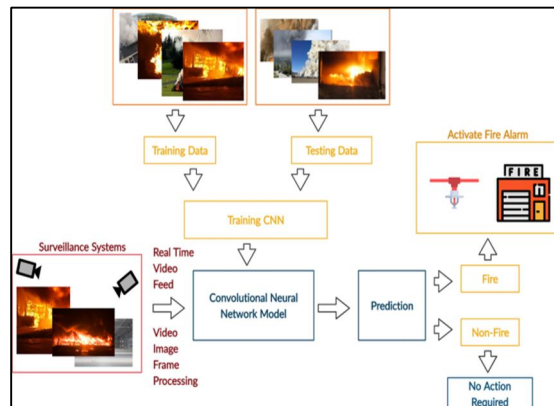 Training Data
Testing Data
Activate Fire Alarm
FIRE
Training CNN
Surveillance Systems
Real Time
Video
Feed
Video
Image
Frame
Processing
Convolutional Neural
Network Model
Prediction
Fire
Non-Fire
No Action
Required